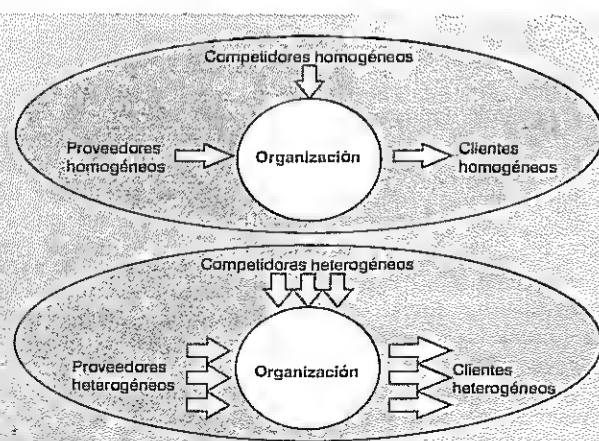 Competidores homogéneos
Proveedores
homogéneos
Organización
Clientes
homogéneos
Competidores heterogéneos
Proveedores
heterogéneos
Organización
Clientes
heterogéneos